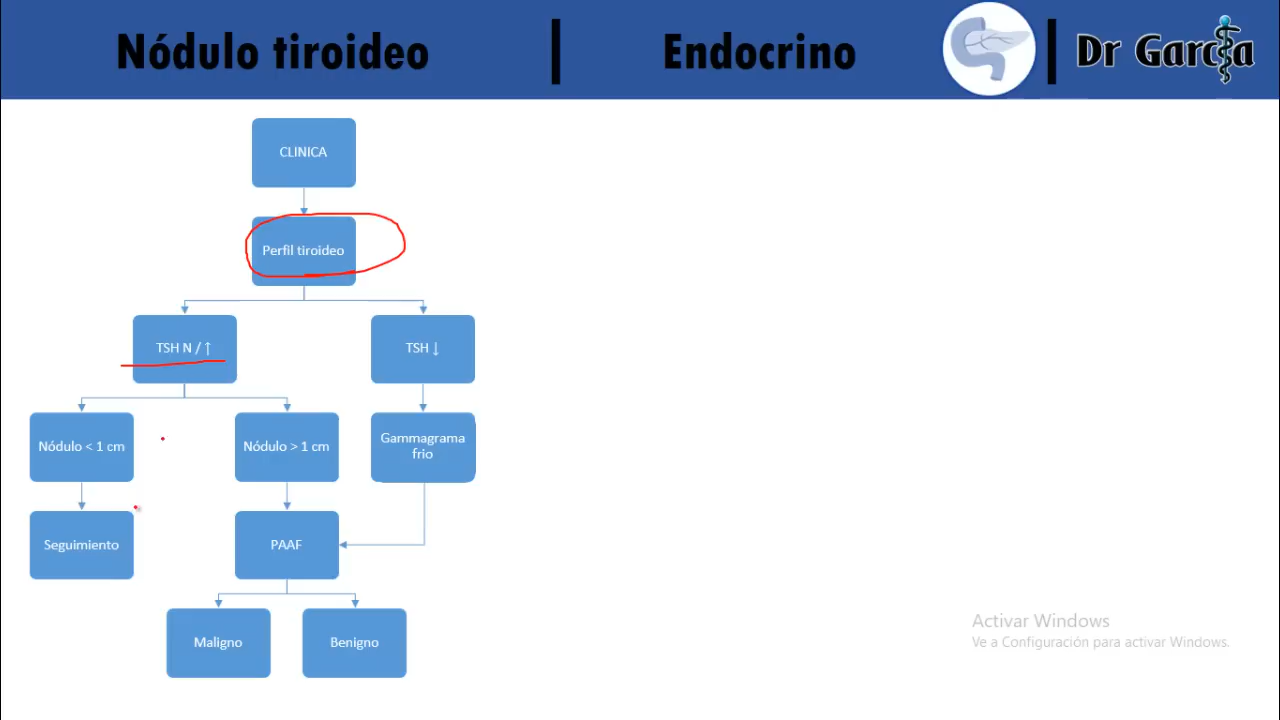 Nódulo tiroideo
Endocrino
Dr García
CLINICA
Perfil tiroideo
TSH N / ↑
TSH ↓
Nódulo < 1 cm
Nódulo > 1 cm
Gammagrama
frio
Seguimiento
PAAF
Maligno
Benigno
Activar Windows
Ve a Configuración para activar Windows.